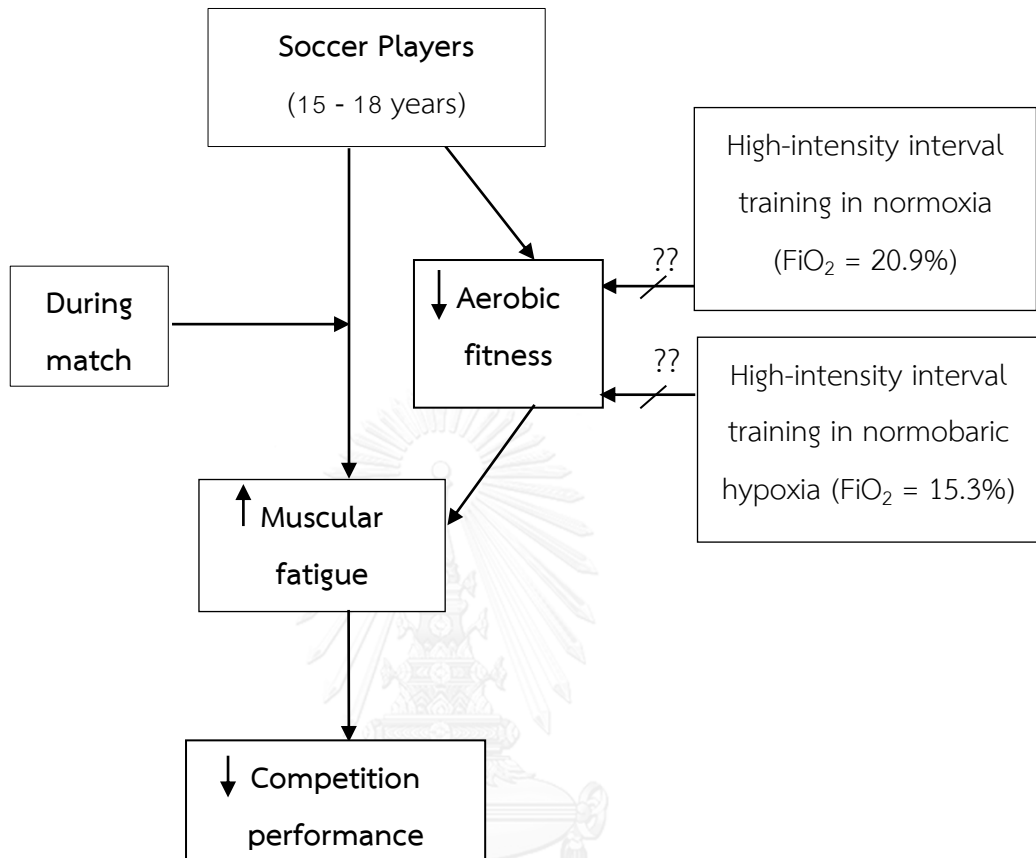 Soccer Players
(15 - 18 years)
High-intensity interval
training in normoxia
(FiO₂ = 20.9%)
??
During
match
↓ Aerobic
fitness
??
High-intensity interval
training in normobaric
hypoxia (FiO₂ = 15.3%)
↑ Muscular
fatigue
↓ Competition
performance